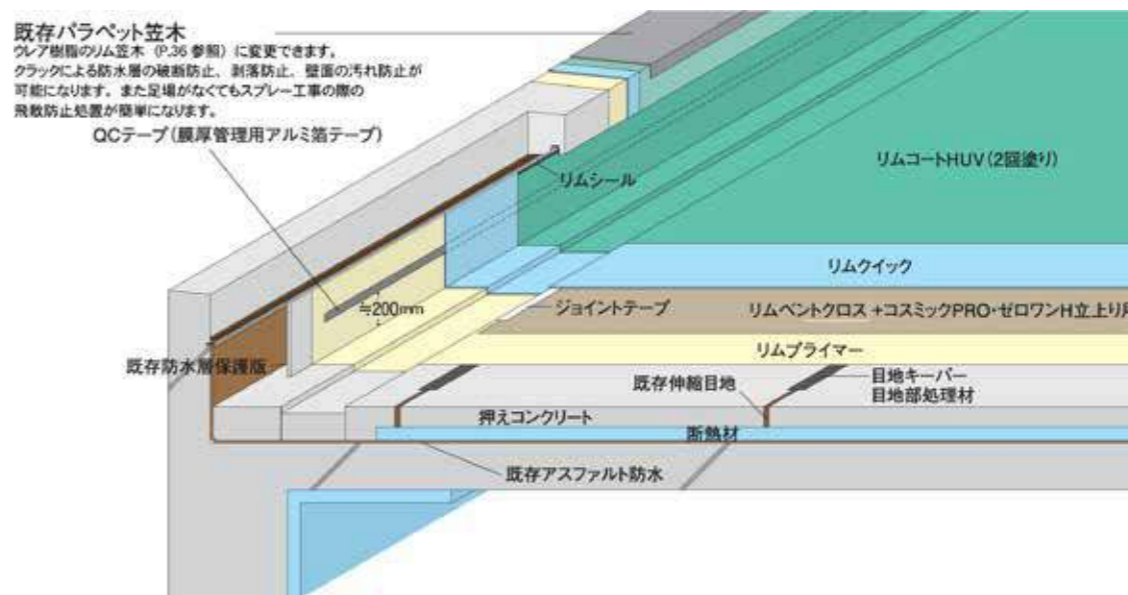 既存パラペット笠木
ウレア樹脂のリム笠木 (P.36 参照) に変更できます。
クラックによる防水層の破断防止、剥落防止、壁面の汚れ防止が
可能になります。また足場がなくてもスプレー工事の際の
飛散防止処置が簡単になります。
QCテープ(膜厚管理用アルミ箔テープ)
リムシール
リムコートHUV(2回塗り)
リムクイック
≒200mm
ジョイントテープ
リムベントクロス +コスミックPRO・ゼロワンH立上り用
リムプライマー
既存防水層保護版
既存伸縮目地
目地キーパー
目地部処理材
押えコンクリート
断熱材
既存アスファルト防水